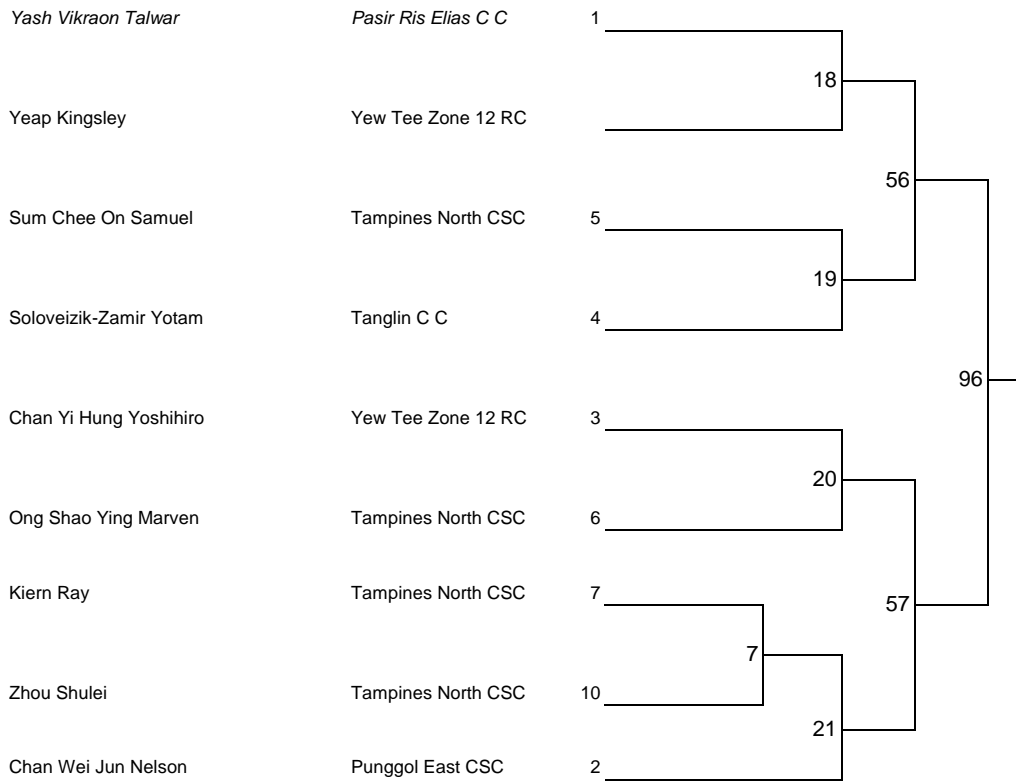 Yash Vikraon Talwar Pasir Ris Elias C C 1
18
Yeap Kingsley Yew Tee Zone 12 RC
56
Sum Chee On Samuel Tampines North CSC 5
19
Soloveizik-Zamir Yotam Tanglin C C 4
96
Chan Yi Hung Yoshihiro Yew Tee Zone 12 RC 3
20
Ong Shao Ying Marven Tampines North CSC 6
Kiern Ray Tampines North CSC 7
57
7
Zhou Shulei Tampines North CSC 10
21
Chan Wei Jun Nelson Punggol East CSC 2